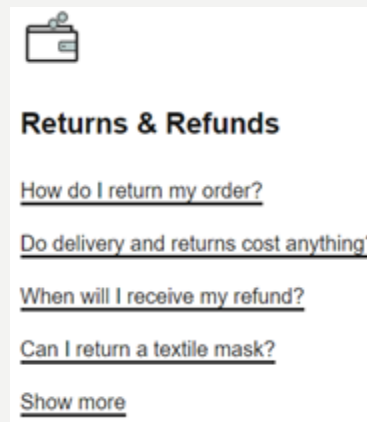 Returns & Refunds
How do I return my order?
Do delivery and returns cost anything?
When will I receive my refund?
Can I return a textile mask?
Show more